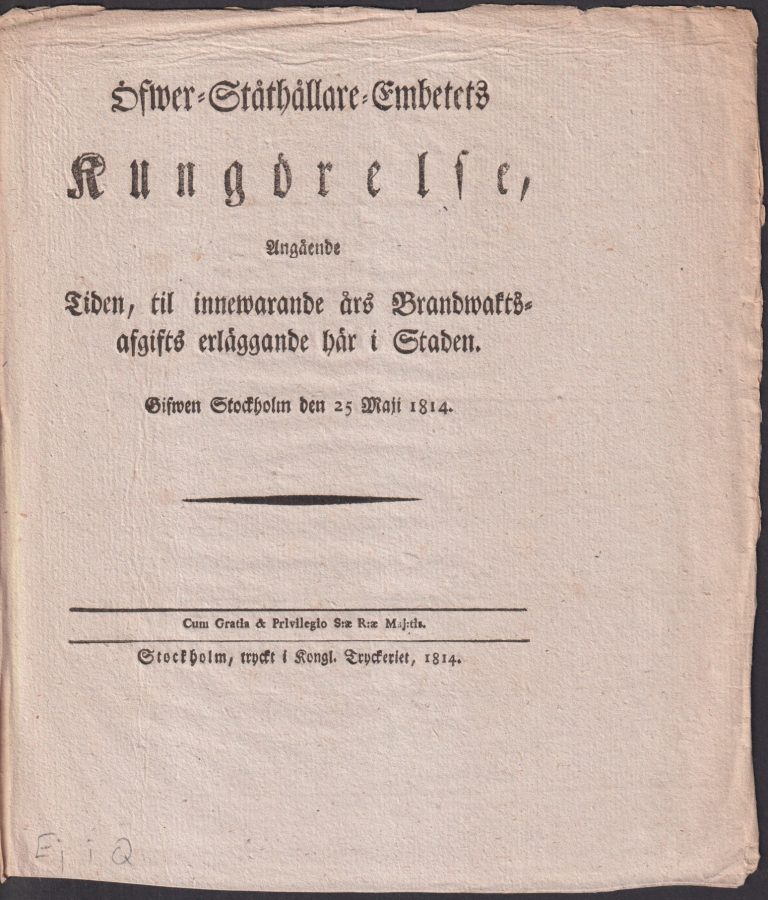 Öfwer-Ståthållare-Embetets
Kungörelse,
Angående
Tiden, til innewarande års Brandwakts-
afgifts erläggande här i Staden.
Gifwen Stockholm den 25 Maji 1814.
Cum Gratia & Privilegio S:æ R:æ Maj:tis.
Stockholm, tryckt i Kongl. Tryckeriet, 1814.
Ej i Q